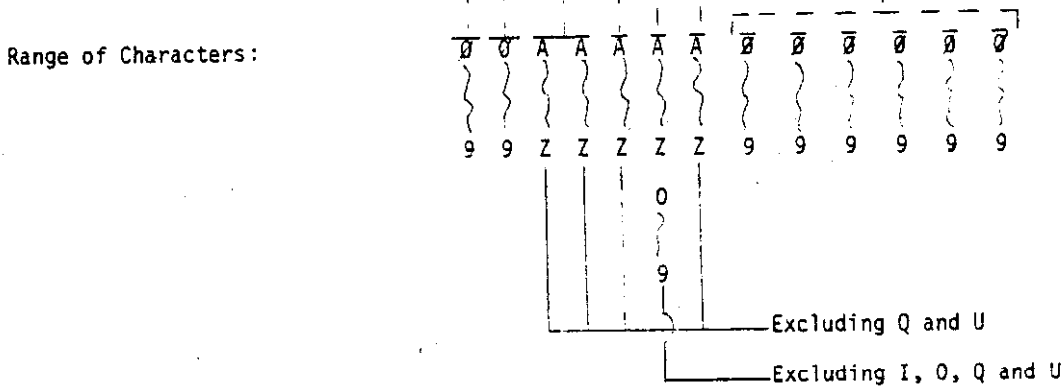 Range of Characters:
Ø Ø A A A A A Ø Ø Ø Ø Ø Ø
9 9 Z Z Z Z Z 9 9 9 9 9 9
0
9
Excluding Q and U
Excluding I, O, Q and U